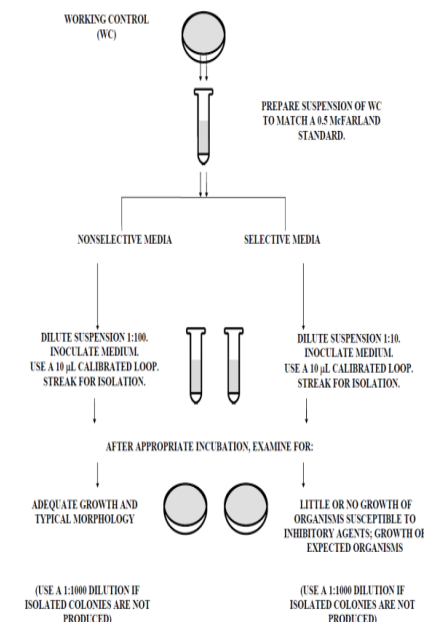 WORKING CONTROL
(WC)
PREPARE SUSPENSION OF WC
TO MATCH A 0.5 McFARLAND
STANDARD.
NONSELECTIVE MEDIA
SELECTIVE MEDIA
DILUTE SUSPENSION 1:100.
INOCULATE MEDIUM.
USE A 10 µL CALIBRATED LOOP.
STREAK FOR ISOLATION.
DILUTE SUSPENSION 1:10.
INOCULATE MEDIUM.
USE A 10 µL CALIBRATED LOOP.
STREAK FOR ISOLATION.
AFTER APPROPRIATE INCUBATION, EXAMINE FOR:
ADEQUATE GROWTH AND
TYPICAL MORPHOLOGY
LITTLE OR NO GROWTH OF
ORGANISMS SUSCEPTIBLE TO
INHIBITORY AGENTS; GROWTH OF
EXPECTED ORGANISMS
(USE A 1:1000 DILUTION IF
ISOLATED COLONIES ARE NOT
PRODUCED)
(USE A 1:1000 DILUTION IF
ISOLATED COLONIES ARE NOT
PRODUCED)